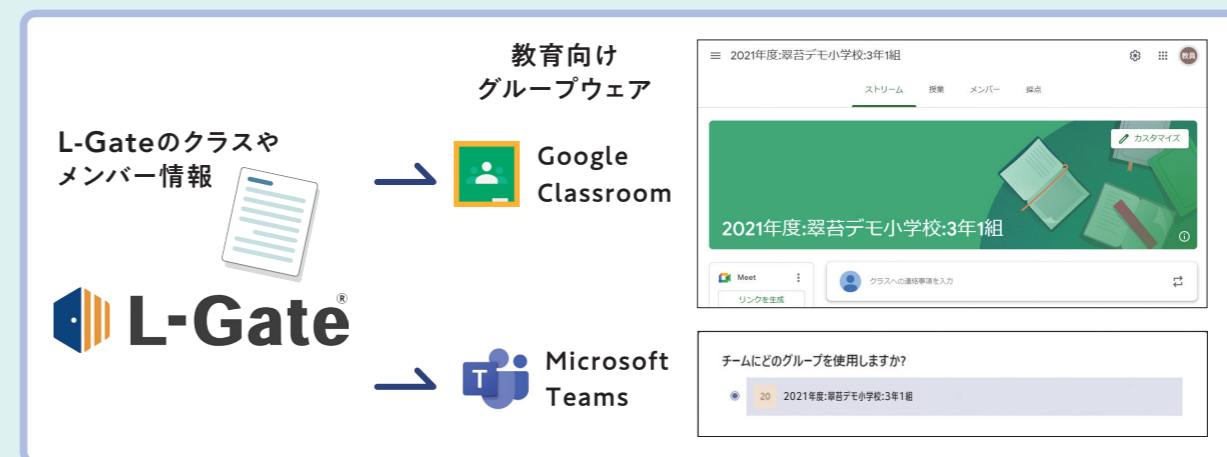 L-Gateのクラスや
メンバー情報
L-Gate®
教育向け
グループウェア
Google
Classroom
Microsoft
Teams
2021年度:翠苔デモ小学校:3年1組
教員
ストリーム 授業 メンバー 採点
カスタマイズ
2021年度:翠苔デモ小学校:3年1組
Meet
クラスへの連絡事項を入力
リンクを生成
チームにどのグループを使用しますか?
20 2021年度:翠苔デモ小学校:3年1組